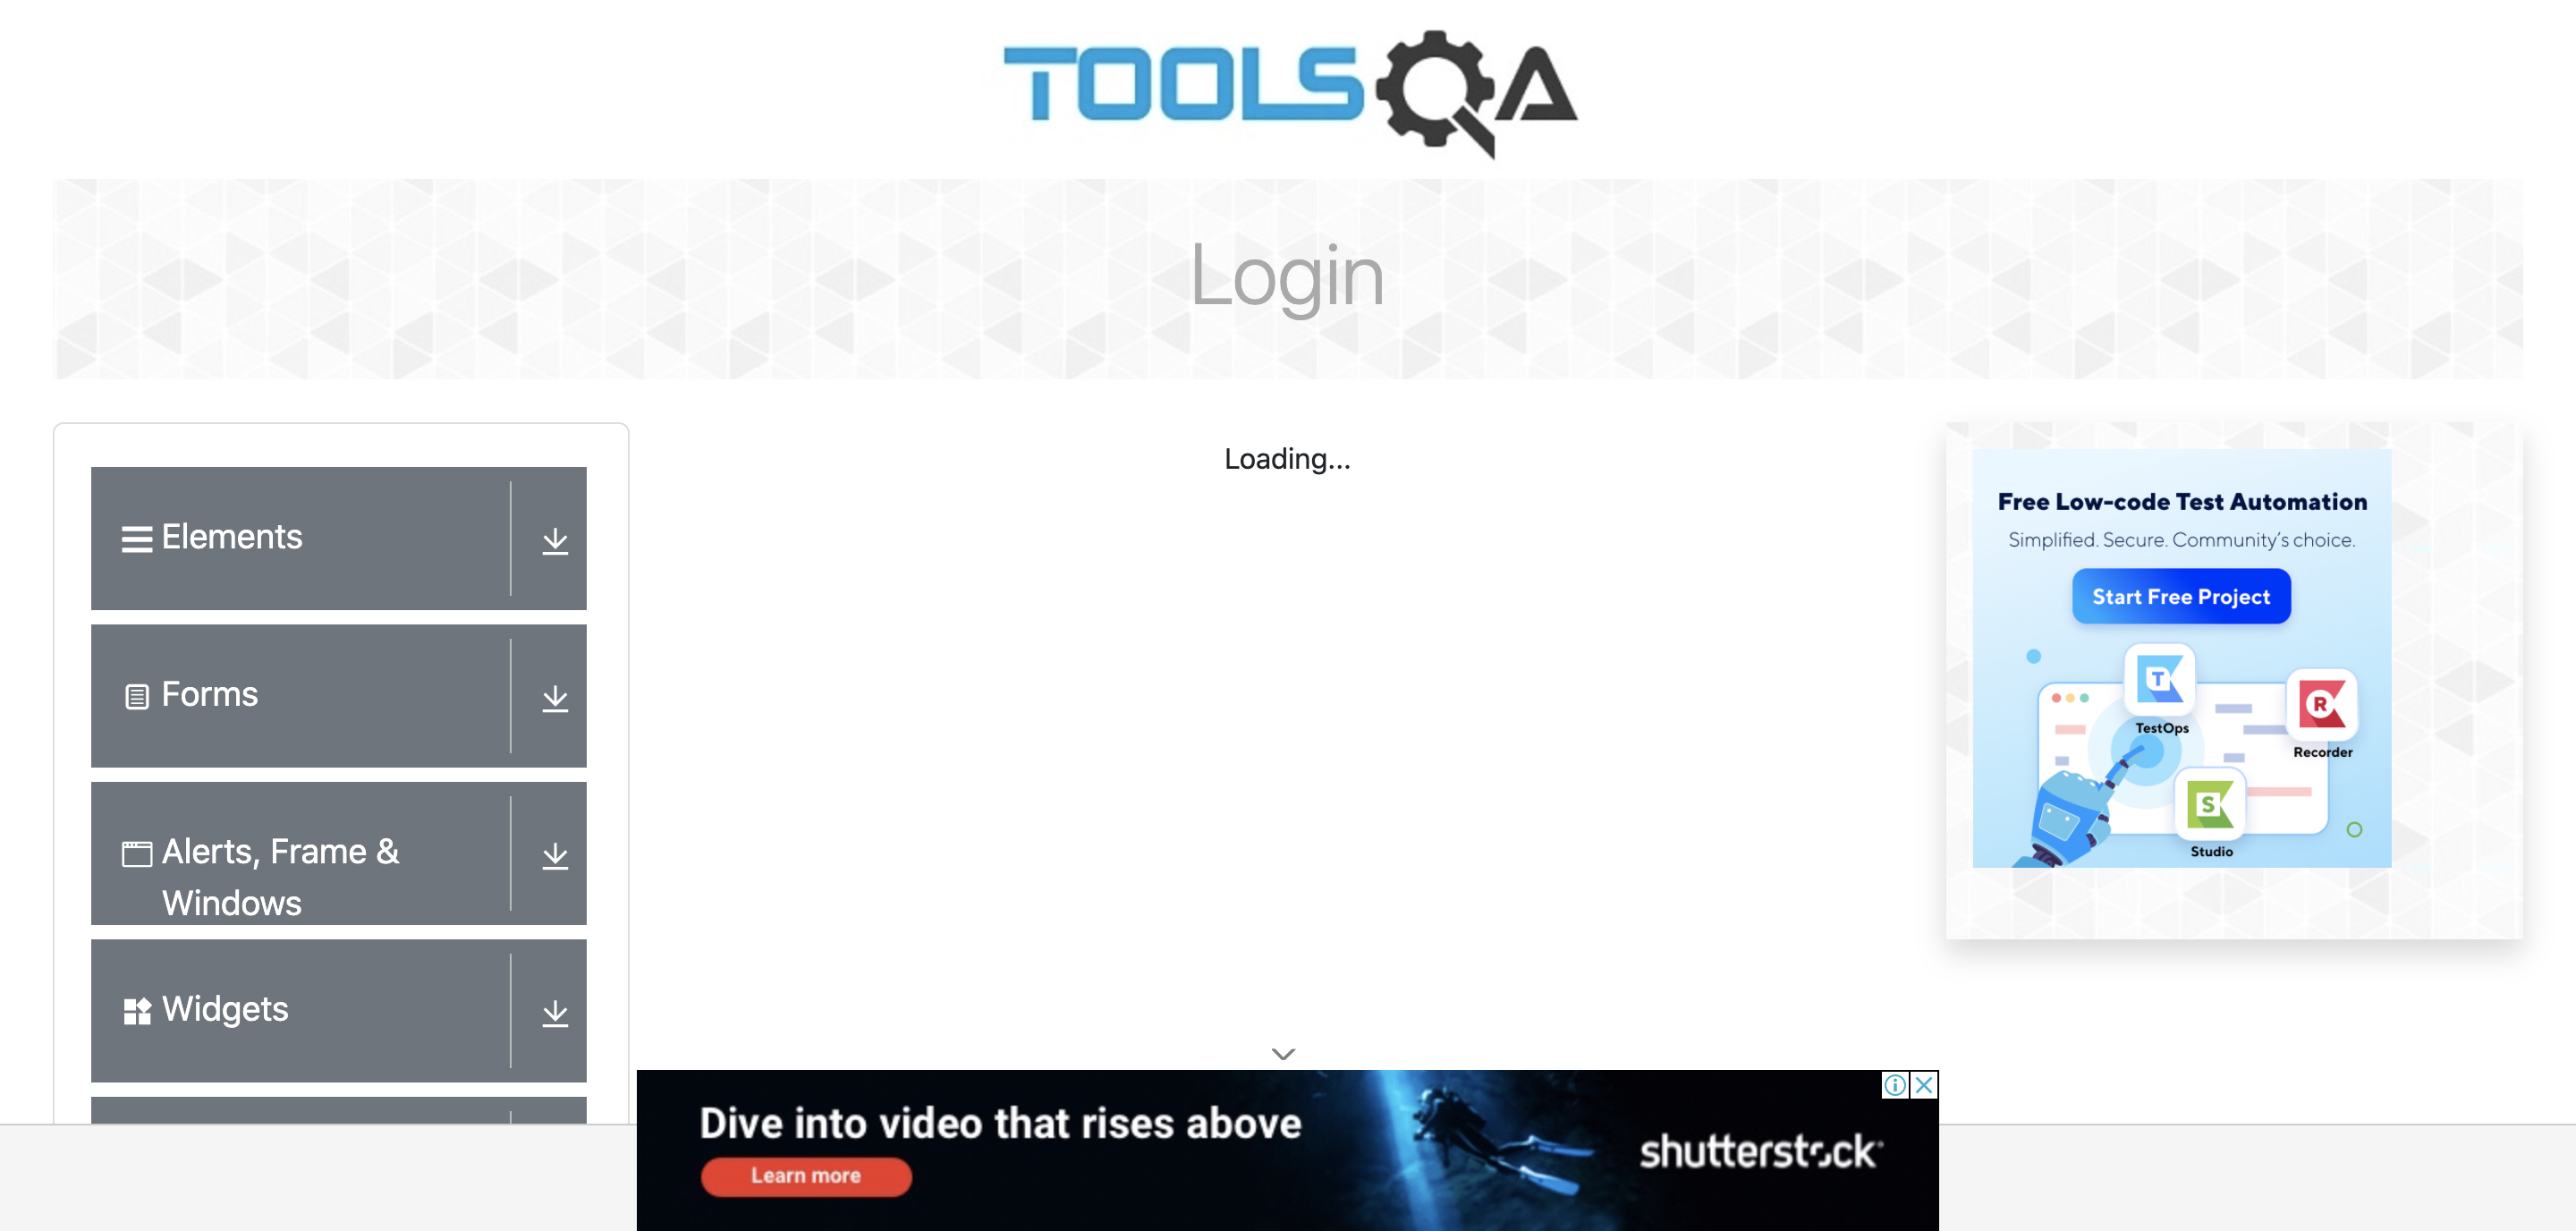 TOOLSQA
Login
Elements
Forms
Alerts, Frame &
Windows
Widgets
Loading...
Free Low-code Test Automation
Simplified. Secure. Community's choice.
Start Free Project
T
TestOps
R
Recorder
S
Studio
Dive into video that rises above
Learn more
shutterstock